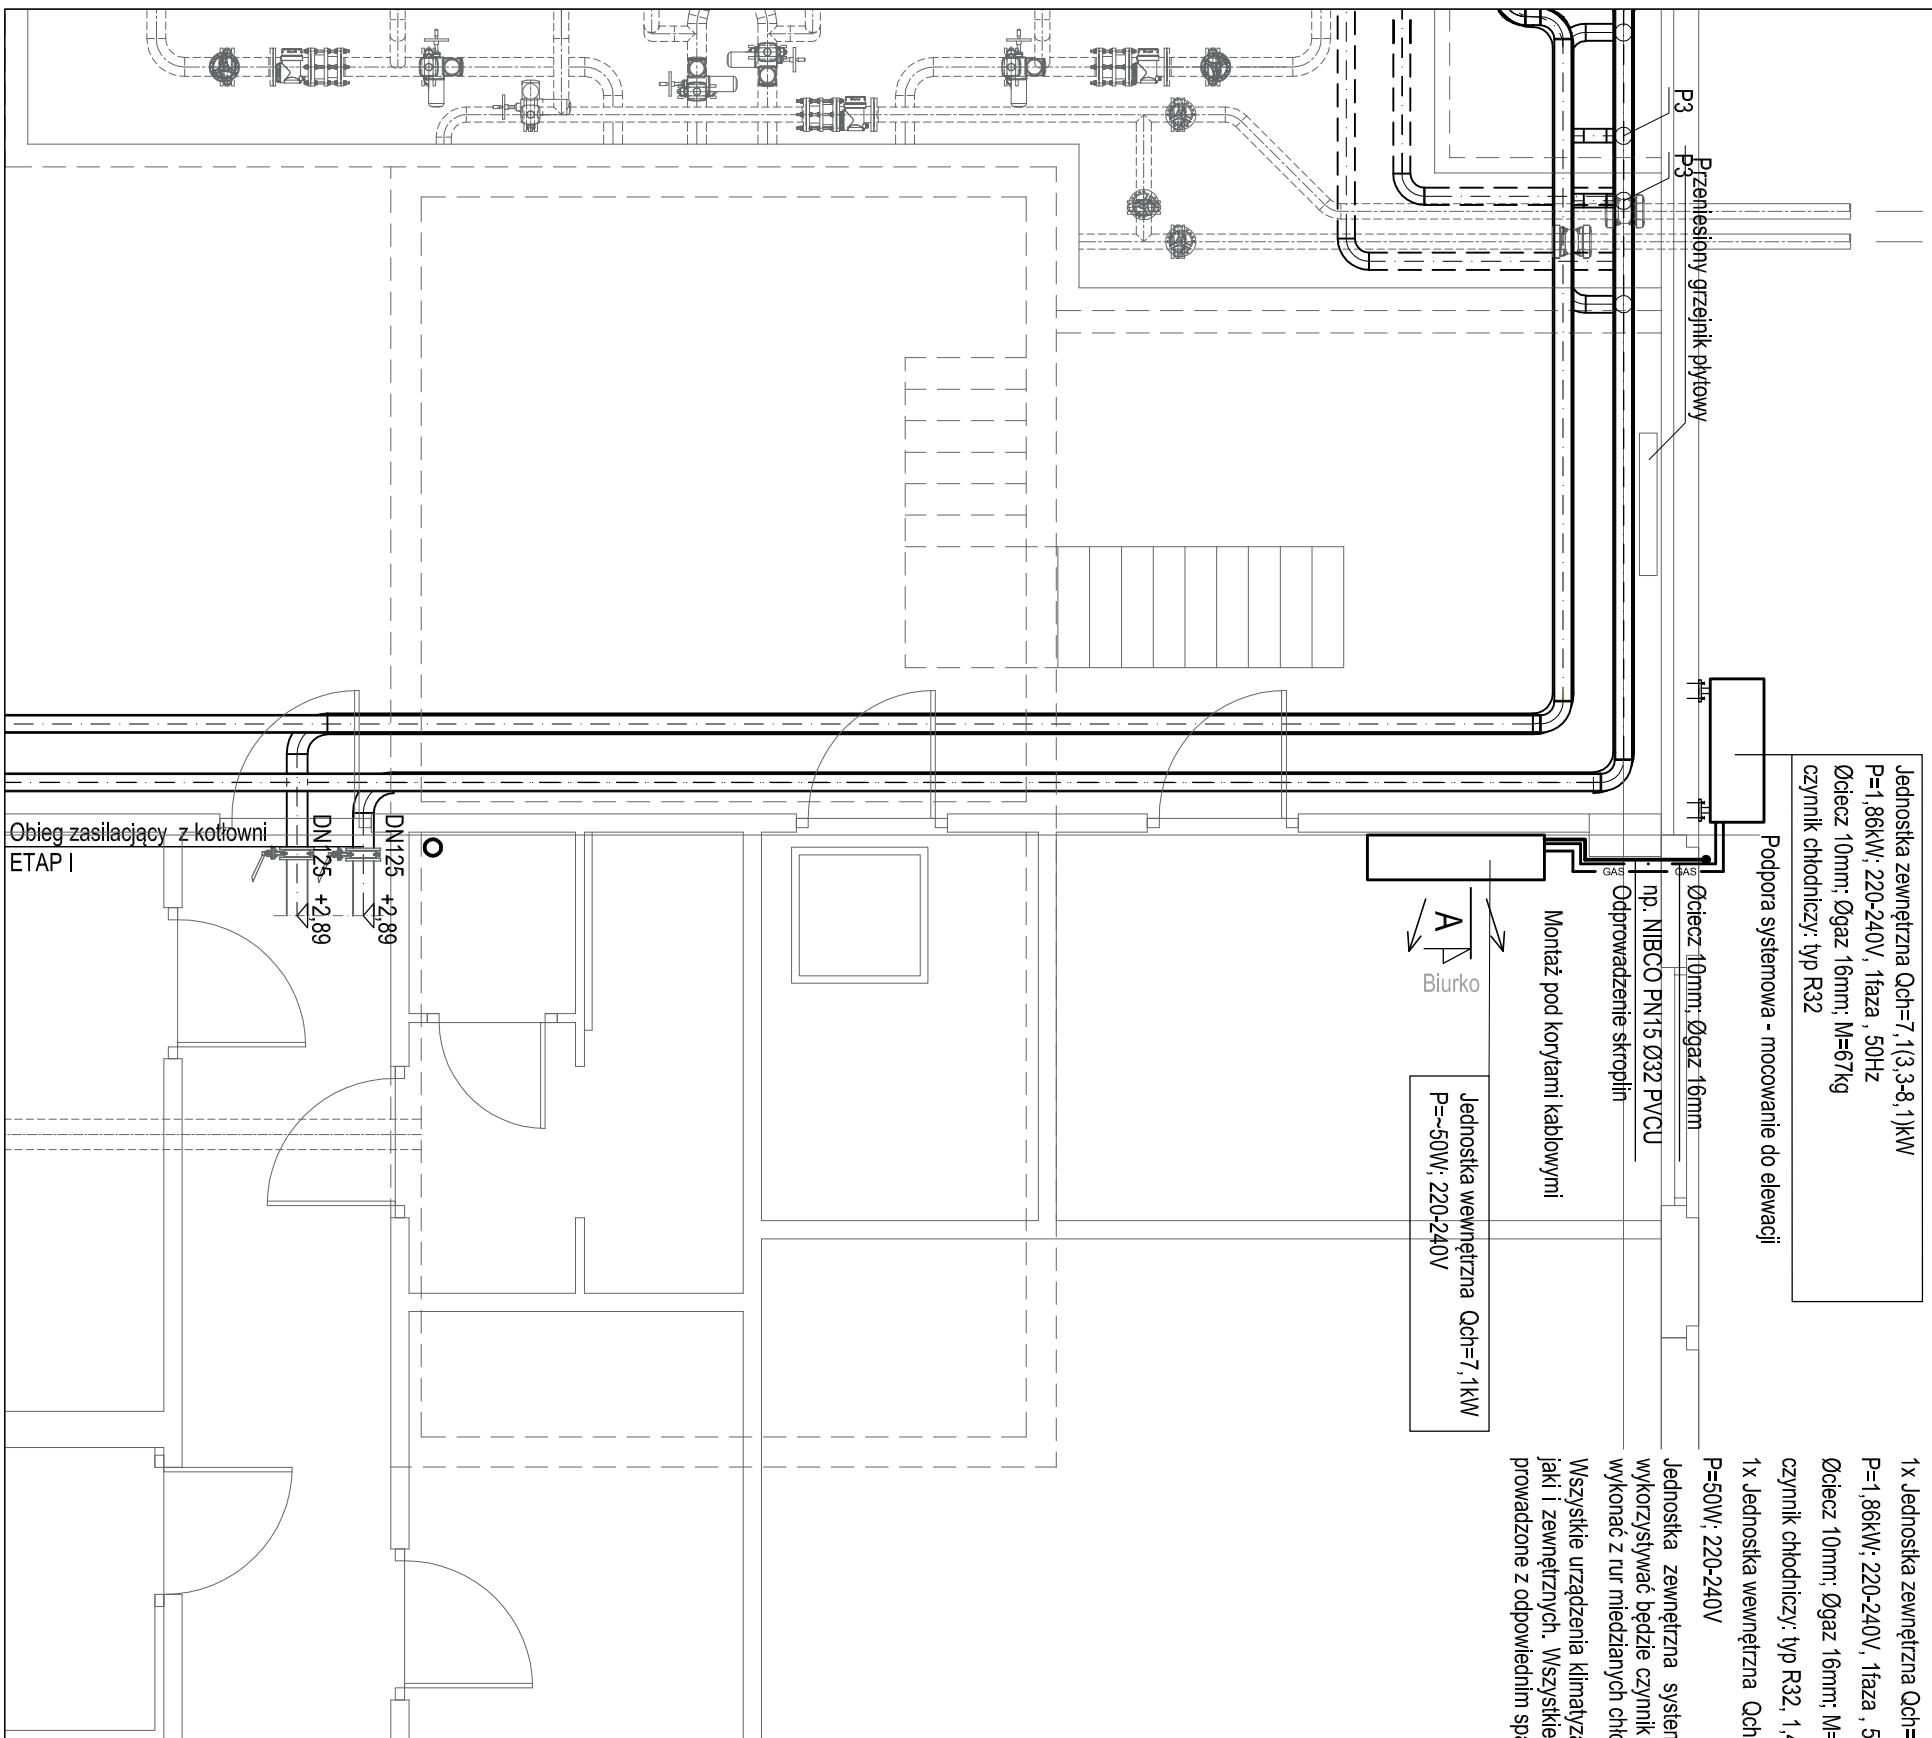 P3
P3
Przeniesiony grzejnik płytowy
Jednostka zewnętrzna Qch=7,1(3,3-8,1)kW
P=1,86kW; 220-240V, 1faza , 50Hz
Øciecz 10mm; Øgaz 16mm; M=67kg
czynnik chłodniczy: typ R32
Podpora systemowa - mocowanie do elewacji
Øciecz 10mm; Øgaz 16mm
np. NIBCO PN15 Ø32 PVCU
Odprowadzenie skroplin
GAS
GAS
Montaż pod korytami kablowymi
A
Biurko
Jednostka wewnętrzna Qch=7,1kW
P=~50W; 220-240V
Obieg zasilacjący z kotłowni
ETAP I
DN125 +2,89
DN125 +2,89
1x Jednostka zewnętrzna Qch=
P=1,86kW; 220-240V, 1faza , 5
Øciecz 10mm; Øgaz 16mm; M=
czynnik chłodniczy: typ R32, 1,4
1x Jednostka wewnętrzna Qch
P=50W; 220-240V
Jednostka zewnętrzna system
wykorzystywać będzie czynnik
wykonać z rur miedzianych chło
Wszystkie urządzenia klimatyza
jaki i zewnętrznych. Wszystkie
prowadzone z odpowiednim spa